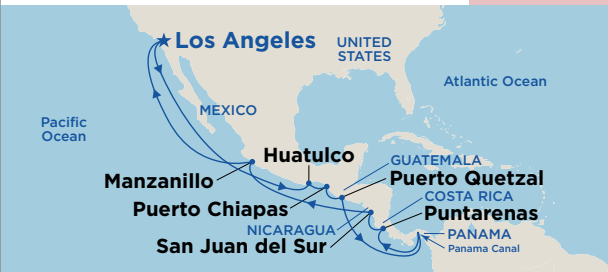 Los Angeles
UNITED
STATES
Atlantic Ocean
Pacific
Ocean
MEXICO
Huatulco
GUATEMALA
Manzanillo
Puerto Quetzal
COSTA RICA
Puerto Chiapas
Puntarenas
NICARAGUA
PANAMA
San Juan del Sur
Panama Canal